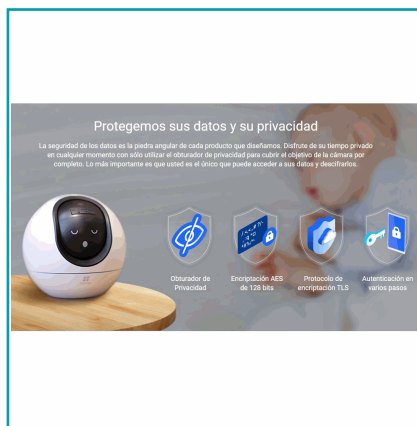 Protegemos sus datos y su privacidad
La seguridad de los datos es la piedra angular de cada producto que diseñamos. Disfrute de su tiempo privado
en cualquier momento con sólo utilizar el obturador de privacidad para cubrir el objetivo de la cámara por
completo. Lo más importante es que usted es el único que puede acceder a sus datos y descifrarlos.
Obturador de
Privacidad
Encriptación AES
de 128 bits
Protocolo de
encriptación TLS
Autenticación en
varios pasos